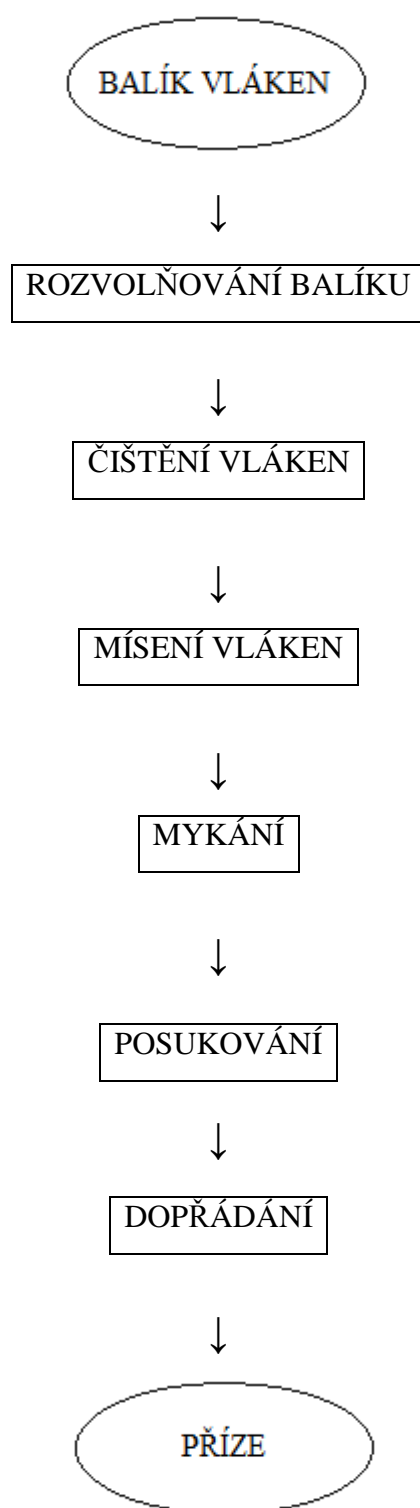 BALÍK VLÁKEN
↓
ROZVOLŇOVÁNÍ BALÍKU
↓
ČIŠTĚNÍ VLÁKEN
↓
MÍSENÍ VLÁKEN
↓
MYKÁNÍ
↓
POSUKOVÁNÍ
↓
DOPŘÁDÁNÍ
↓
PŘÍZE